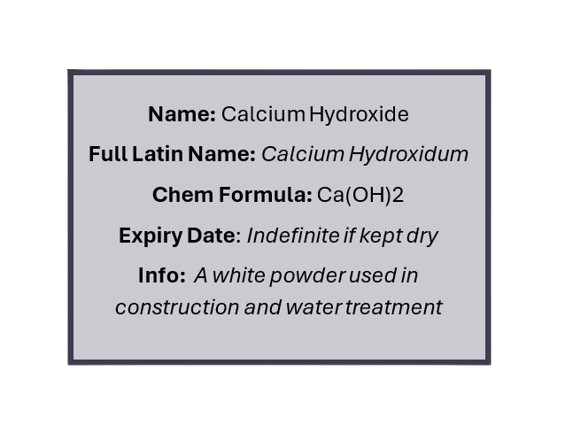 Name: Calcium Hydroxide
Full Latin Name: Calcium Hydroxidum
Chem Formula: Ca(OH)2
Expiry Date: Indefinite if kept dry
Info: A white powder used in
construction and water treatment